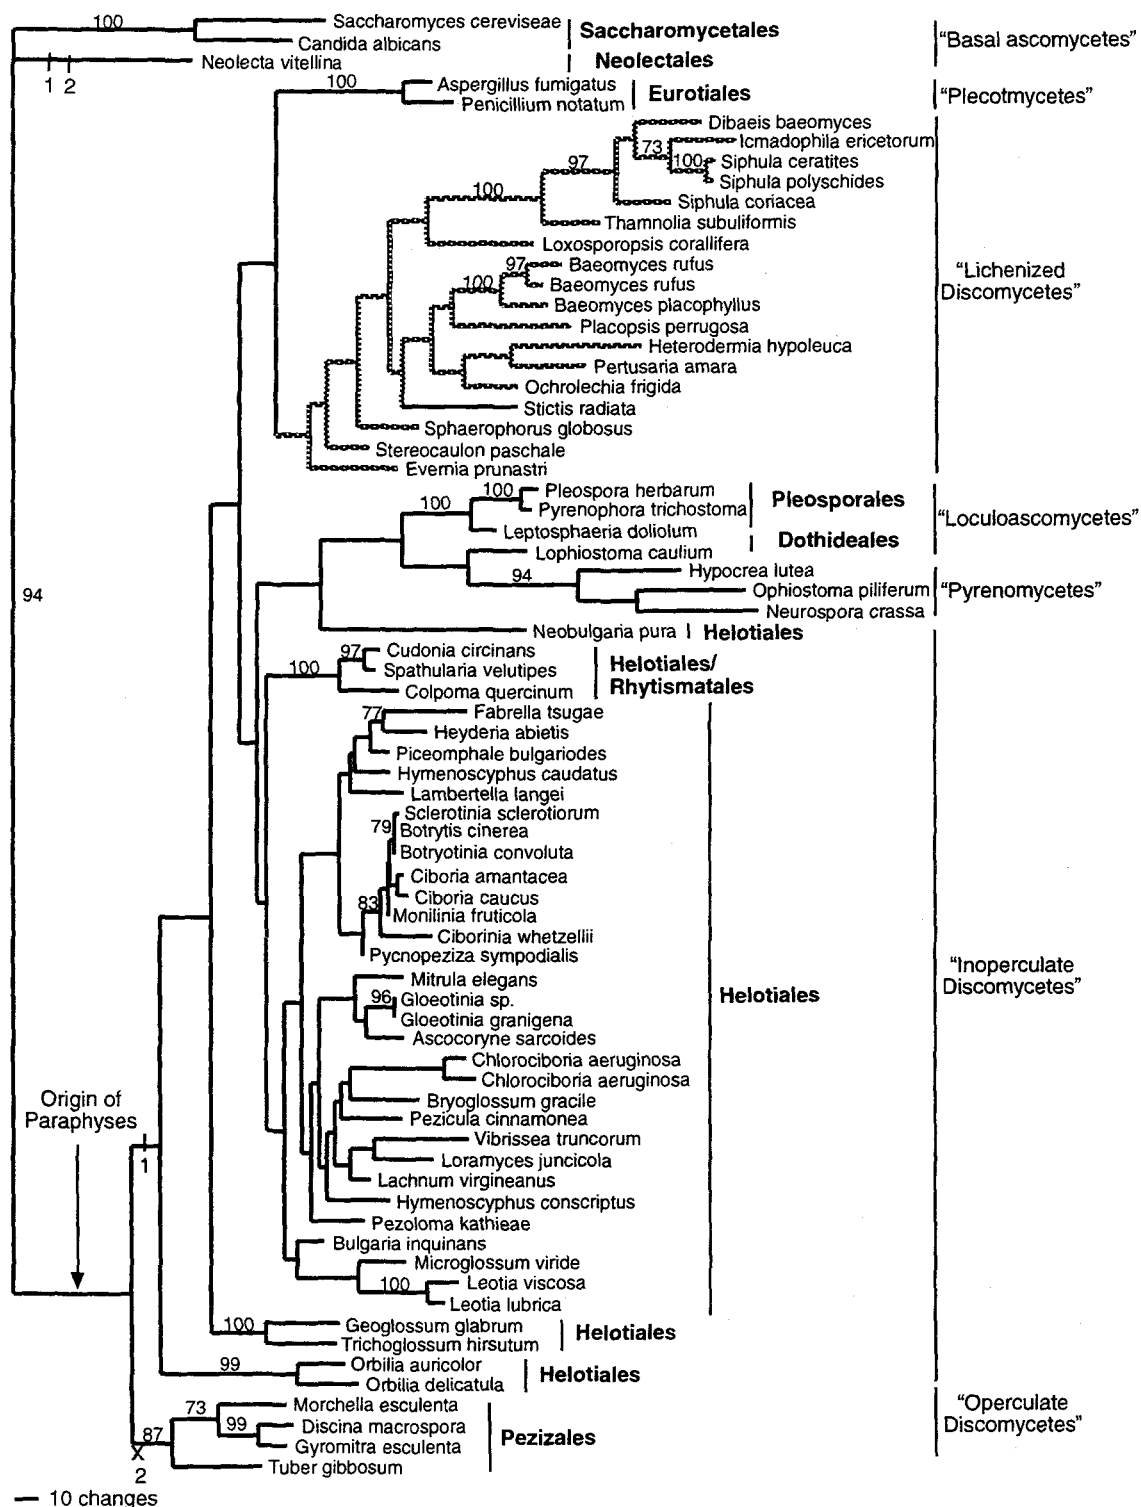 100
Saccharomyces cereviseae
Candida albicans
Saccharomycetales
"Basal ascomycetes"
Neolecta vitellina
Neolectales
1 2
100
Aspergillus fumigatus
Penicillium notatum
Eurotiales
"Plecotmycetes"
Dibaeis baeomyces
Icmadophila ericetorum
73
100
Siphula ceratites
97
Siphula polyschides
100
Siphula coriacea
Thamnolia subuliformis
Loxosporopsis corallifera
97
Baeomyces rufus
100
Baeomyces rufus
Baeomyces placophyllus
"Lichenized
Discomycetes"
Placopsis perrugosa
Heterodermia hypoleuca
Pertusaria amara
Ochrolechia frigida
Stictis radiata
Sphaerophorus globosus
Stereocaulon paschale
Evernia prunastri
100
100
Pleospora herbarum
Pyrenophora trichostoma
Pleosporales
Leptosphaeria doliolum
"Loculoascomycetes"
Lophiostoma caulium
Dothideales
94
Hypocrea lutea
Ophiostoma piliferum
"Pyrenomycetes"
94
Neurospora crassa
Neobulgaria pura
Helotiales
97
Cudonia circinans
100
Spathularia velutipes
Colpoma quercinum
Helotiales/
Rhytismatales
77
Fabrella tsugae
Heyderia abietis
Piceomphale bulgariodes
Hymenoscyphus caudatus
Lambertella langei
Sclerotinia sclerotiorum
79
Botrytis cinerea
Botryotinia convoluta
Ciboria amantacea
Ciboria caucus
83
Monilinia fruticola
Ciborinia whetzellii
Pycnopeziza sympodialis
Mitrula elegans
96
Gloeotinia sp.
Gloeotinia granigena
Ascocoryne sarcoides
Helotiales
"Inoperculate
Discomycetes"
Chlorociboria aeruginosa
Chlorociboria aeruginosa
Bryoglossum gracile
Pezicula cinnamonea
Origin of
Paraphyses
Vibrissea truncorum
1
Loramyces juncicola
Lachnum virgineanus
Hymenoscyphus conscriptus
Pezoloma kathieae
Bulgaria inquinans
Microglossum viride
100
Leotia viscosa
Leotia lubrica
100
Geoglossum glabrum
Trichoglossum hirsutum
Helotiales
99
Orbilia auricolor
Orbilia delicatula
Helotiales
73
Morchella esculenta
99
Discina macrospora
87
Gyromitra esculenta
Tuber gibbosum
Pezizales
"Operculate
Discomycetes"
X
2
10 changes